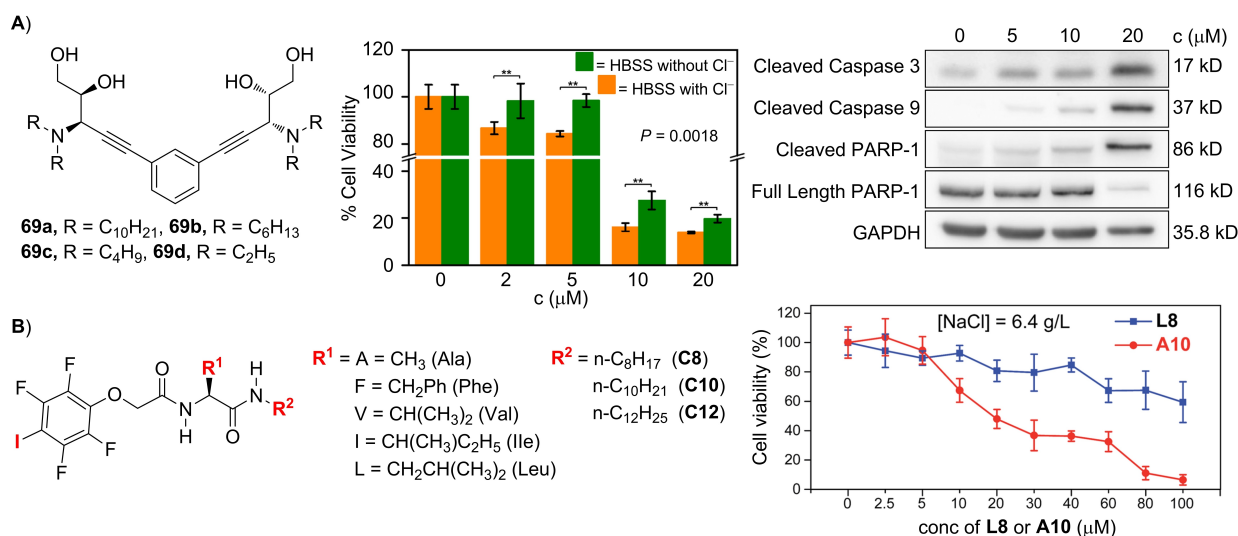 A)
OH
OH
R
N
R
OH
HO
R
N
R
69a, R = C10H21, 69b, R = C6H13
69c, R = C4H9, 69d, R = C2H5
% Cell Viability
120
100
80
40
20
0
= HBSS without Cl–
= HBSS with Cl–
**
**
P = 0.0018
**
**
0 2 5 10 20
c (μM)
0 5 10 20 c (μM)
Cleaved Caspase 3 17 kD
Cleaved Caspase 9 37 kD
Cleaved PARP-1 86 kD
Full Length PARP-1 116 kD
GAPDH 35.8 kD
B)
F
F
I
F
F
O
O
N
H
R1
O
H
N
R2
R1 = A = CH3 (Ala)
F = CH2Ph (Phe)
V = CH(CH3)2 (Val)
I = CH(CH3)C2H5 (Ile)
L = CH2CH(CH3)2 (Leu)
R2 = n-C8H17 (C8)
n-C10H21 (C10)
n-C12H25 (C12)
Cell viability (%)
120
100
80
60
40
20
0
[NaCl] = 6.4 g/L
L8
A10
0 2.5 5 10 20 30 40 60 80 100
conc of L8 or A10 (μM)